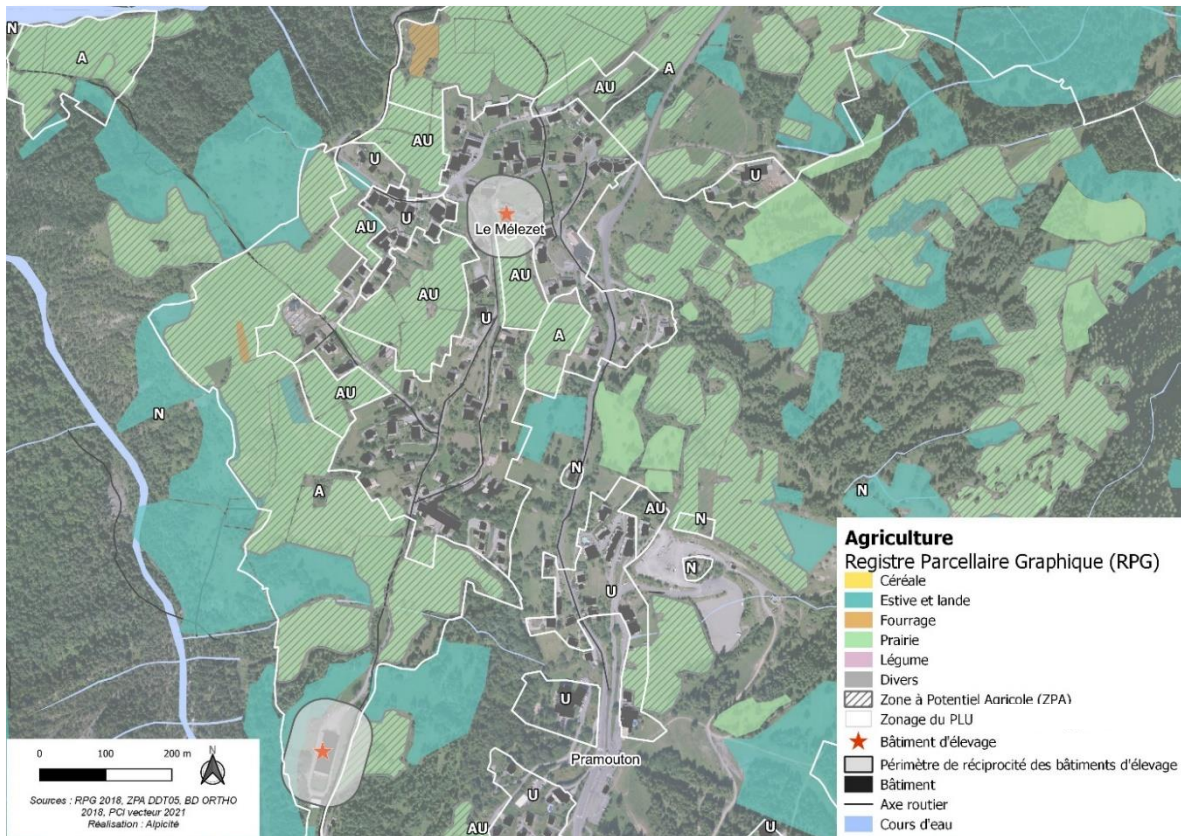 N
A
AU
A
AU
U
U
U
Le Mélezet
AU
AU
AU
U
A
AU
N
N
A
AU
N
N
N
U
U
Pramouton
U
AU
U
Agriculture
Registre Parcellaire Graphique (RPG)
Céréale
Estive et lande
Fourrage
Prairie
Légume
Divers
Zone à Potentiel Agricole (ZPA)
Zonage du PLU
Bâtiment d'élevage
Périmètre de réciprocité des bâtiments d'élevage
Bâtiment
Axe routier
Cours d'eau
0 100 200 m
N
Sources : RPG 2018, ZPA DDT05, BD ORTHO
2018, PCI vecteur 2021
Réalisation : Alpicité